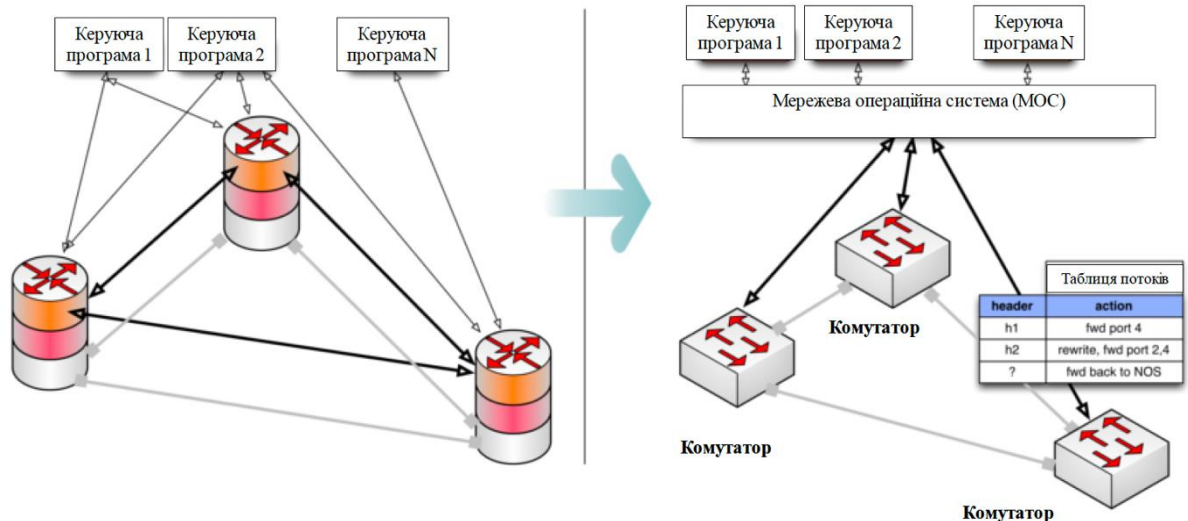 Керуюча
програма 1
Керуюча
програма 2
Керуюча
програма N
Керуюча
програма 1
Керуюча
програма 2
Керуюча
програма N
Мережева операційна система (МОС)
Таблиця потоків
header action
h1 fwd port 4
h2 rewrite, fwd port 2,4
? fwd back to NOS
Комутатор
Комутатор
Комутатор